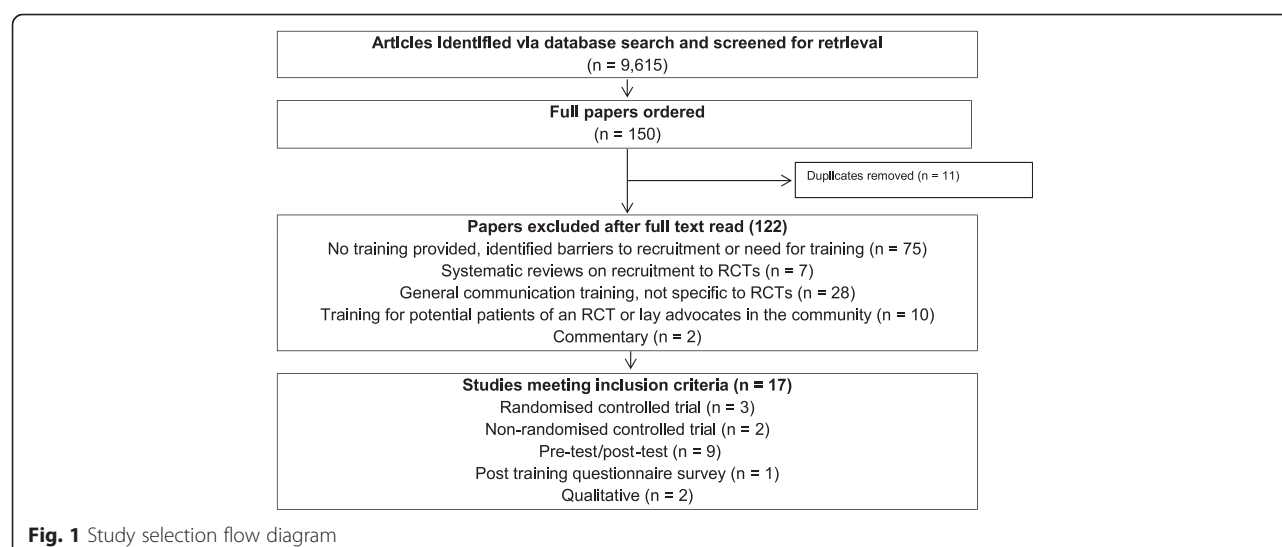 Articles identified via database search and screened for retrieval
(n = 9,615)
Full papers ordered
(n = 150)
Duplicates removed (n = 11)
Papers excluded after full text read (122)
No training provided, identified barriers to recruitment or need for training (n = 75)
Systematic reviews on recruitment to RCTs (n = 7)
General communication training, not specific to RCTs (n = 28)
Training for potential patients of an RCT or lay advocates in the community (n = 10)
Commentary (n = 2)
Studies meeting inclusion criteria (n = 17)
Randomised controlled trial (n = 3)
Non-randomised controlled trial (n = 2)
Pre-test/post-test (n = 9)
Post training questionnaire survey (n = 1)
Qualitative (n = 2)
Fig. 1 Study selection flow diagram